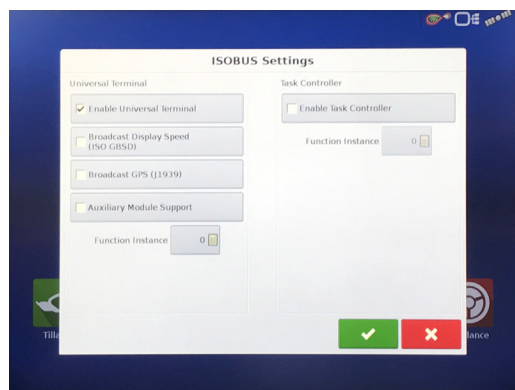 ISOBUS Settings
Universal Terminal
Task Controller
Enable Universal Terminal
Enable Task Controller
Broadcast Display Speed
(ISO GBSD)
Function Instance 0
Broadcast GPS (J1939)
Auxiliary Module Support
Function Instance 0
Tilla
lance